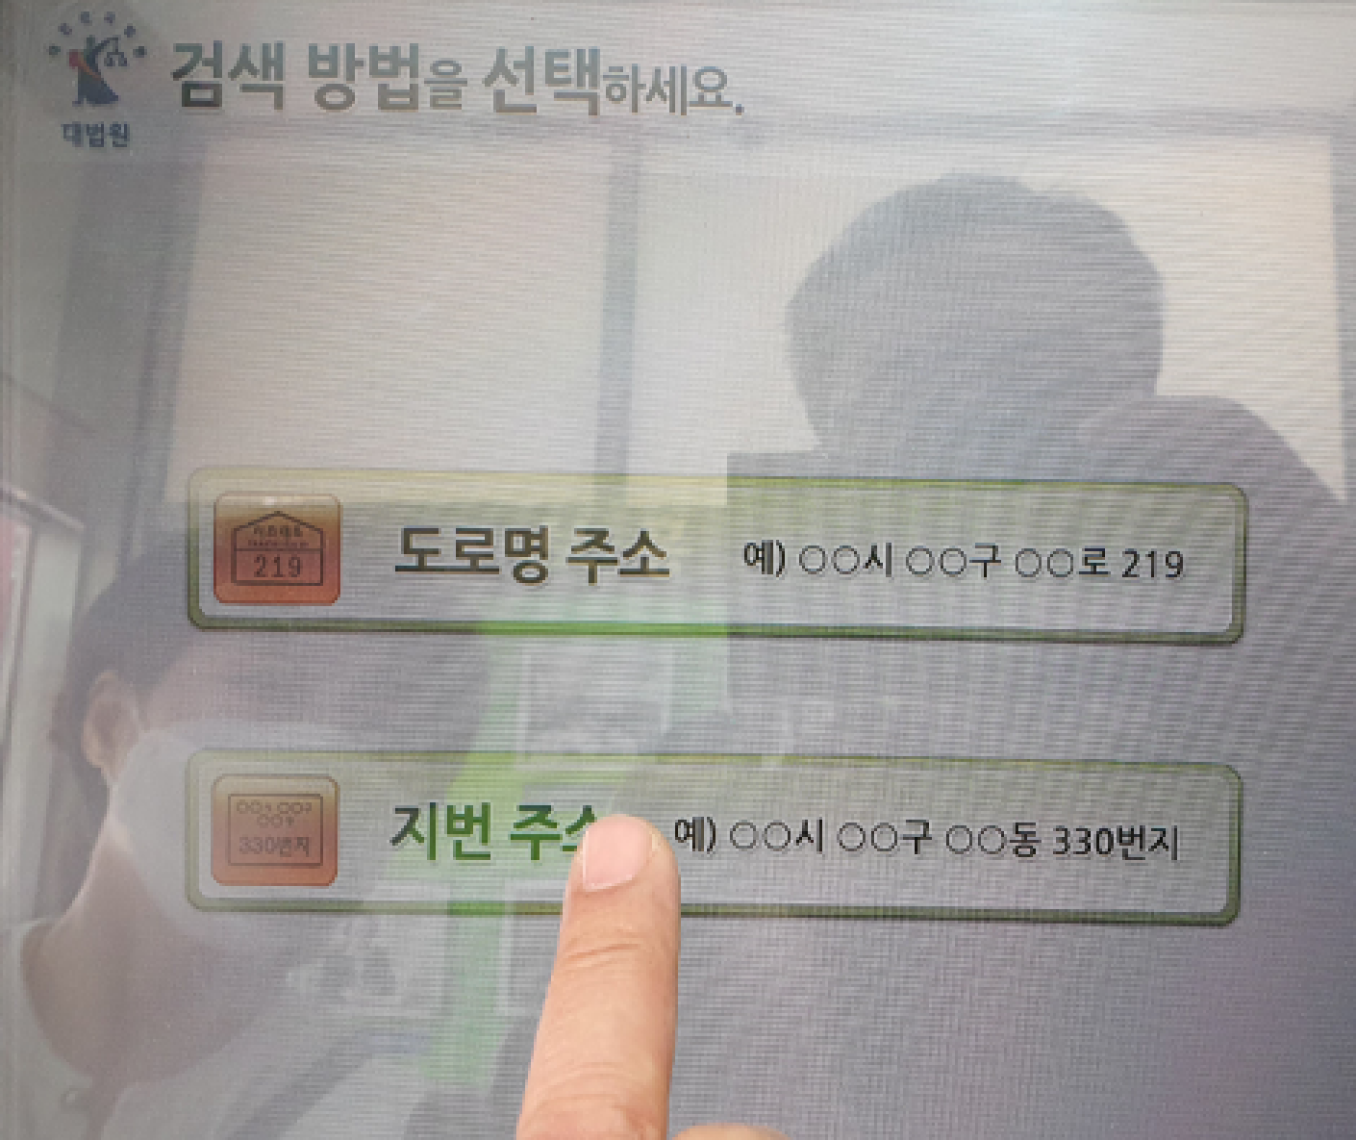 검색 방법을 선택하세요.
대법원
219
도로명 주소 예) ○○시 ○○구 ○○로 219
330번지
지번 주소 예) ○○시 ○○구 ○○동 330번지